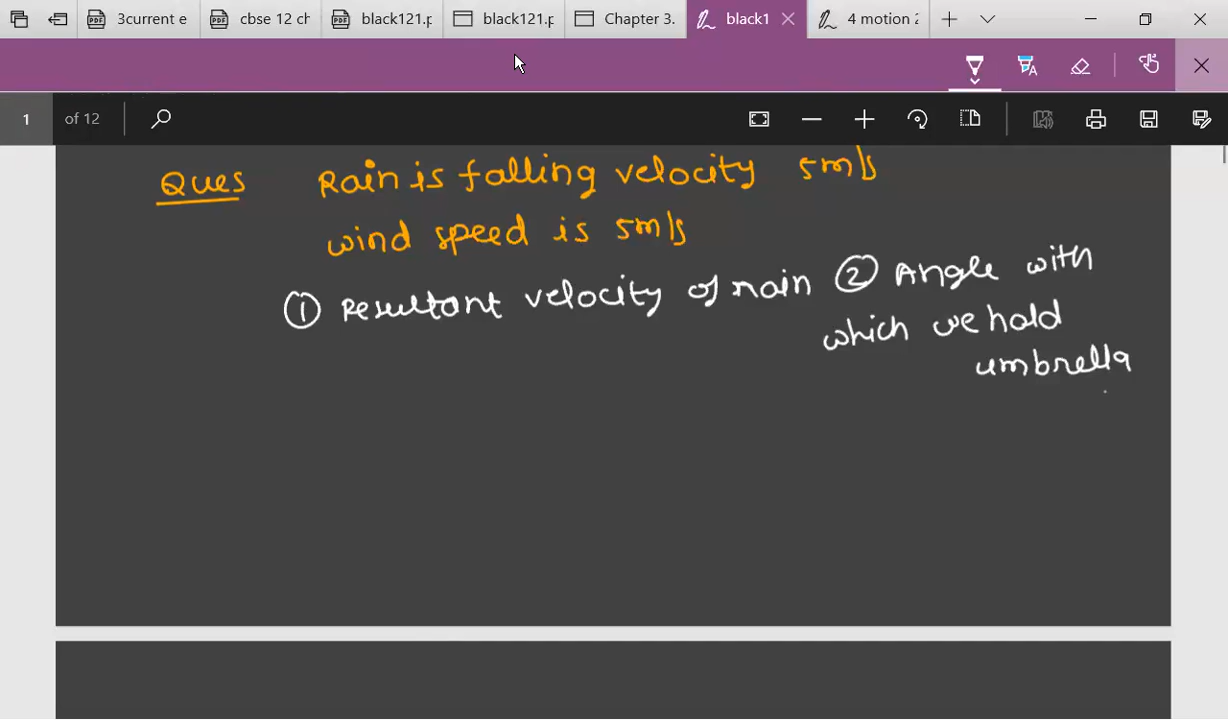 3current e
cbse 12 ch
black121.p
black121.p
Chapter 3.
black1
4 motion 2
1 of 12
Ques Rain is falling velocity 5m/s
wind speed is 5m/s
① Resultant velocity of rain ② Angle with
which we hold
umbrella